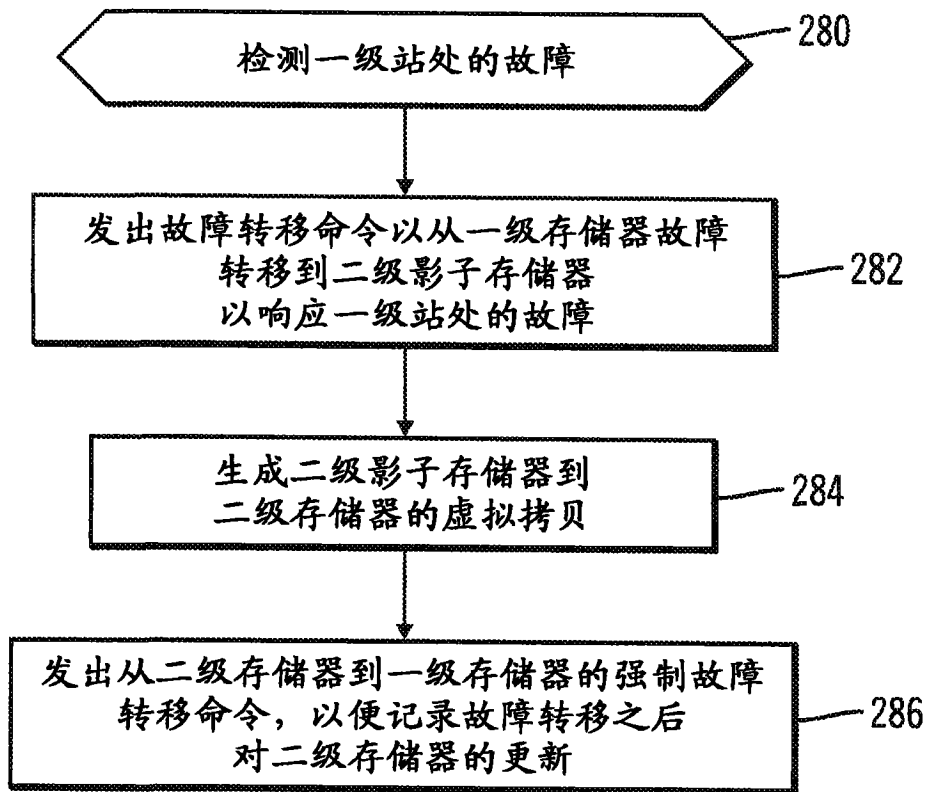 检测一级站处的故障
280
发出故障转移命令以从一级存储器故障
转移到二级影子存储器
以响应一级站处的故障
282
生成二级影子存储器到
二级存储器的虚拟拷贝
284
发出从二级存储器到一级存储器的强制故障
转移命令，以便记录故障转移之后
对二级存储器的更新
286